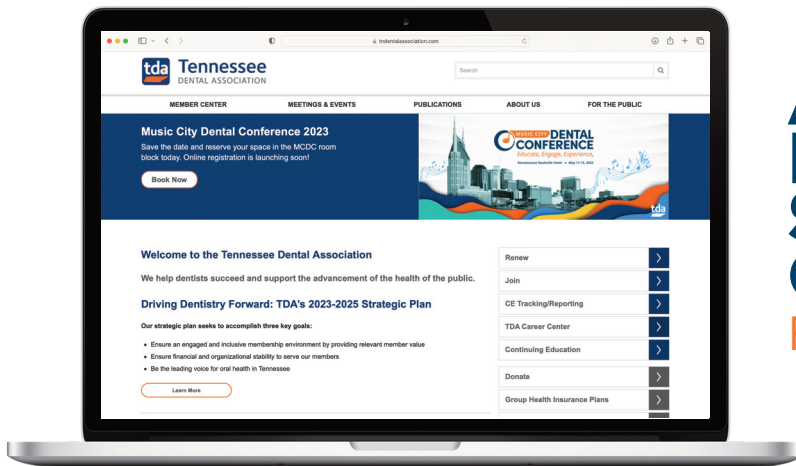 tndentalassociation.com
tda Tennessee
DENTAL ASSOCIATION
Search
MEMBER CENTER MEETINGS & EVENTS PUBLICATIONS ABOUT US FOR THE PUBLIC
Music City Dental Conference 2023
Save the date and reserve your
space in the MCDC room
block today. Online registration is
launching soon!
Book Now
MUSIC CITY DENTAL
CONFERENCE
Educate, Engage, Experience.
Renaissance Nashville Hotel • May 11-13, 2023
tda
Welcome to the Tennessee Dental Association
We help dentists succeed and support the advancement of the health of the public.
Driving Dentistry Forward: TDA's 2023-2025 Strategic Plan
Our strategic plan seeks to accomplish three key goals:
• Ensure an engaged and inclusive membership environment by providing relevant member value
• Ensure financial and organizational stability to serve our members
• Be the leading voice for oral health in Tennessee
Learn More
Renew
Join
CE Tracking/Reporting
TDA Career Center
Continuing Education
Donate
Group Health Insurance Plans